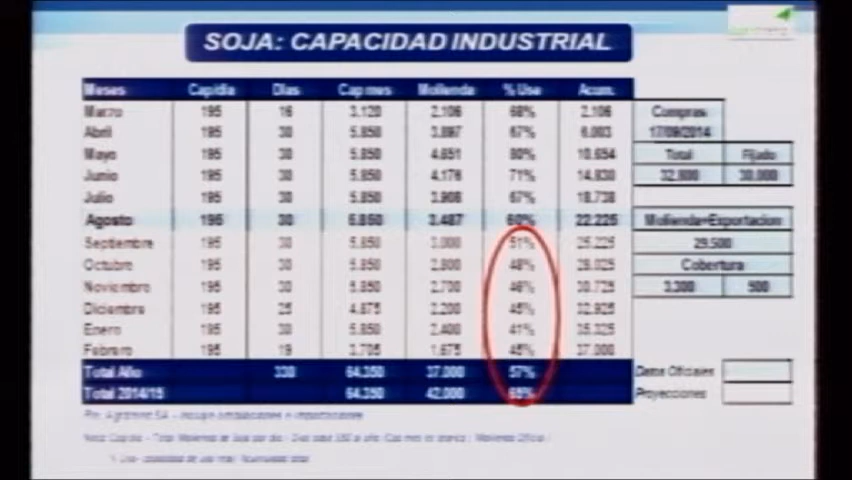 SOJA: CAPACIDAD INDUSTRIAL
Meses Cap/dia Dias Cap mes Molienda % Uso Acum.
Marzo 195 16 3.120 2.106 68% 2.106
Abril 195 30 5.850 3.897 67% 6.003
Mayo 195 30 5.850 4.651 80% 10.654
Junio 195 30 5.850 4.176 71% 14.830
Julio 195 30 5.850 3.908 67% 18.738
Agosto 195 30 5.850 3.487 60% 22.225
Septiembre 195 30 5.850 3.000 51% 25.225
Octubre 195 30 5.850 2.800 48% 28.025
Noviembre 195 30 5.850 2.700 46% 30.725
Diciembre 195 25 4.875 2.200 45% 32.925
Enero 195 30 5.850 2.400 41% 35.325
Febrero 195 19 3.705 1.675 45% 37.000
Total Año 330 64.350 37.000 57%
Total 2014/15 64.350 42.000 65%
Compras
17/09/2014
Total Fijado
32.800 30.000
Molienda+Exportacion
29.500
Cobertura
3.300 500
Datos Oficiales
Proyecciones